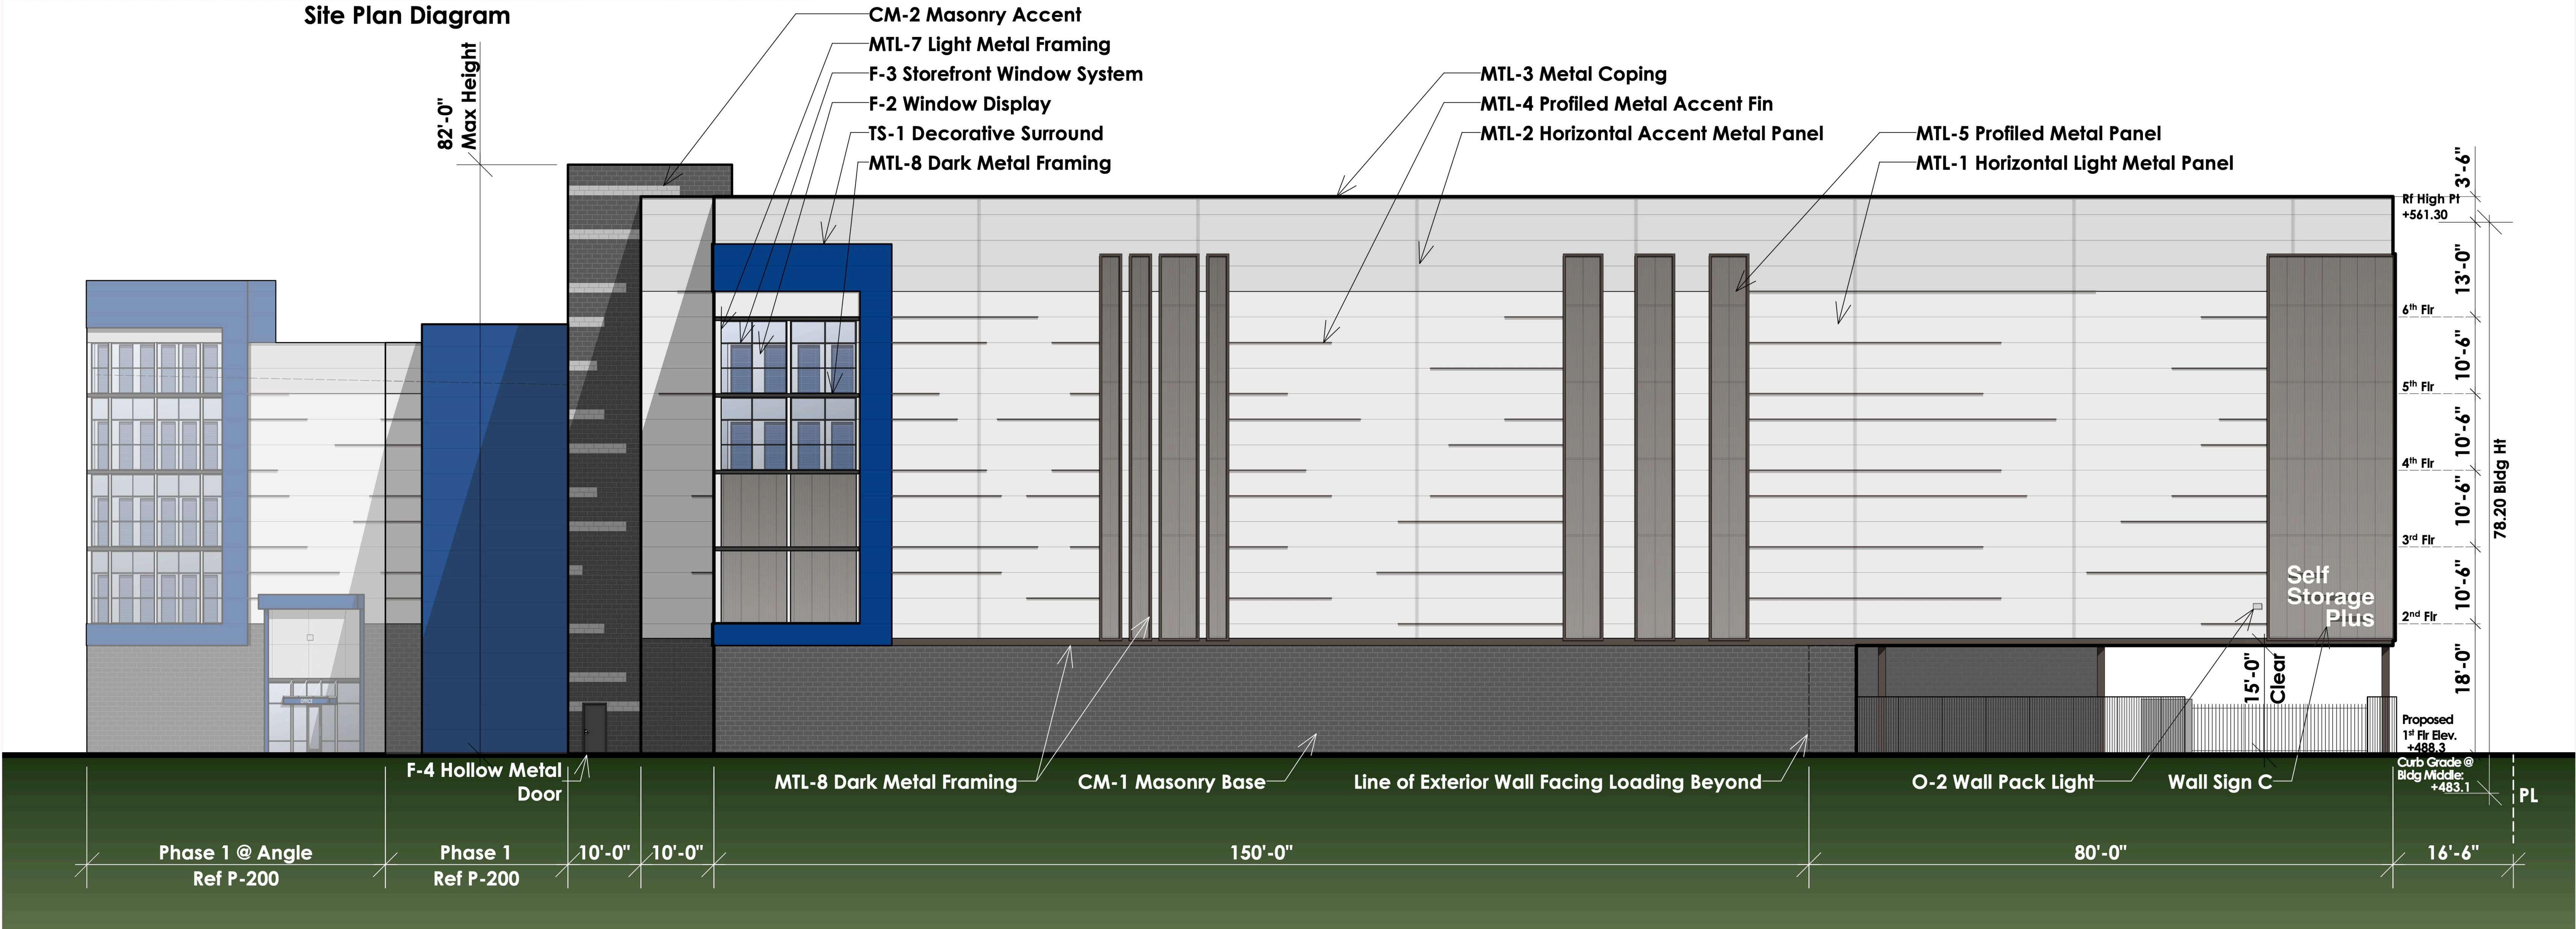 Site Plan Diagram
82'-0"
Max Height
CM-2 Masonry Accent
MTL-7 Light Metal Framing
F-3 Storefront Window System
F-2 Window Display
TS-1 Decorative Surround
MTL-8 Dark Metal Framing
MTL-3 Metal Coping
MTL-4 Profiled Metal Accent Fin
MTL-2 Horizontal Accent Metal Panel
MTL-5 Profiled Metal Panel
MTL-1 Horizontal Light Metal Panel
3'-6"
Rf High Pt
+561.30
13'-0"
6th Flr
10'-6"
5th Flr
10'-6"
4th Flr
10'-6"
3rd Flr
10'-6"
2nd Flr
18'-0"
78.20 Bldg Ht
Self
Storage
Plus
15'-0"
Clear
OFFICE
Proposed
1st Flr Elev.
+488.3
Curb Grade @
Bldg Middle:
+483.1
PL
F-4 Hollow Metal
Door
MTL-8 Dark Metal Framing
CM-1 Masonry Base
Line of Exterior Wall Facing Loading Beyond
O-2 Wall Pack Light
Wall Sign C
Phase 1 @ Angle
Ref P-200
Phase 1
Ref P-200
10'-0"
10'-0"
150'-0"
80'-0"
16'-6"